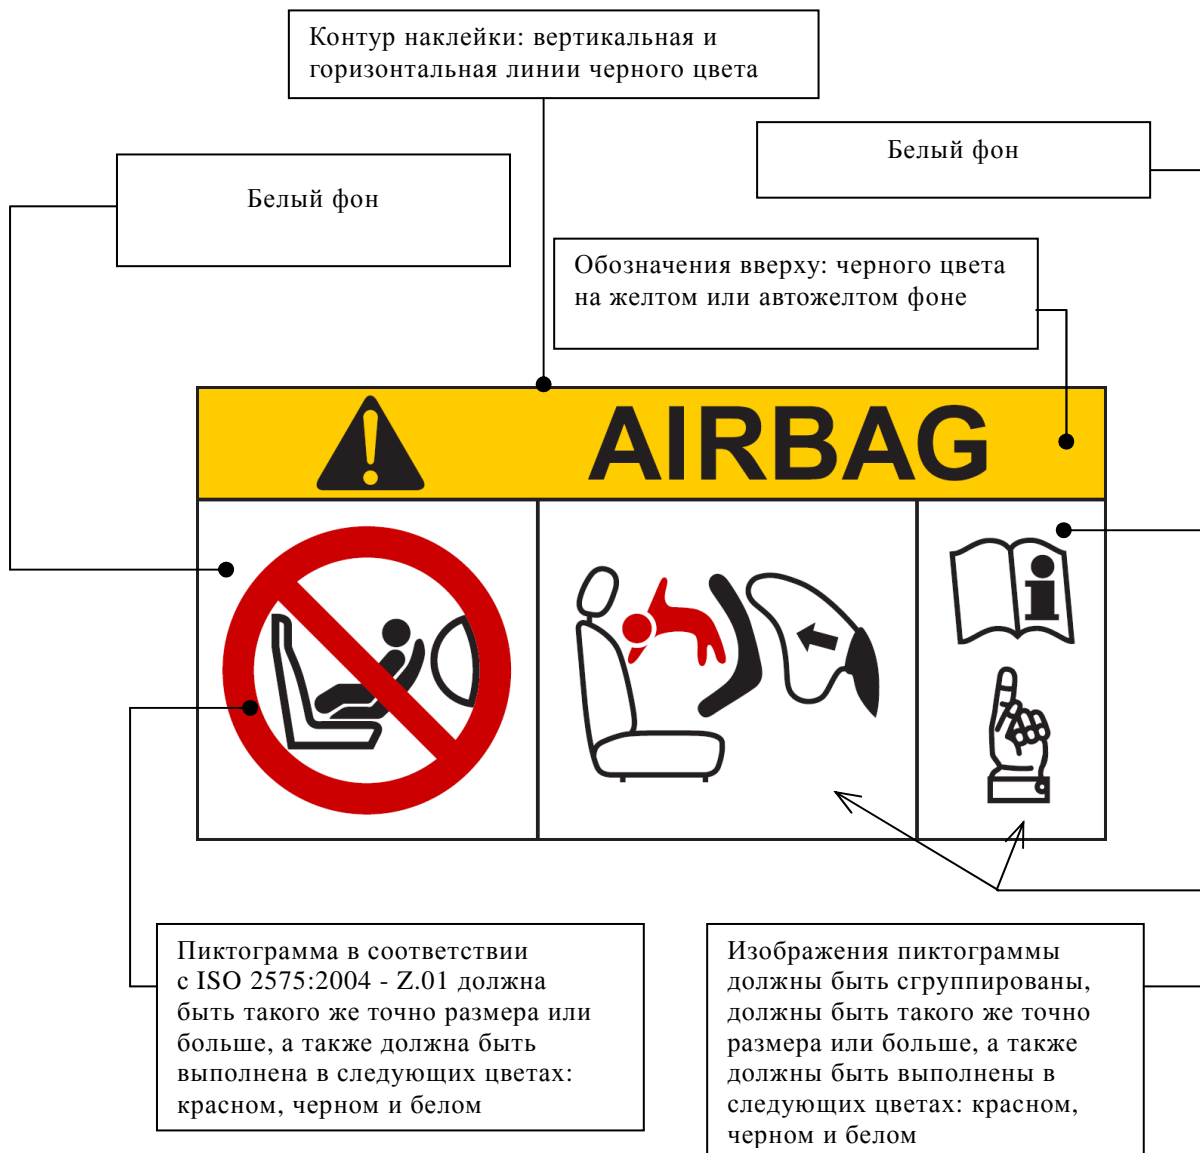 Контур наклейки: вертикальная и
горизонтальная линии черного цвета
Белый фон
Белый фон
Обозначения вверху: черного цвета
на желтом или автожелтом фоне
AIRBAG
Пиктограмма в соответствии
с ISO 2575:2004 - Z.01 должна
быть такого же точно размера или
больше, а также должна быть
выполнена в следующих цветах:
красном, черном и белом
Изображения пиктограммы
должны быть сгруппированы,
должны быть такого же точно
размера или больше, а также
должны быть выполнены в
следующих цветах: красном,
черном и белом